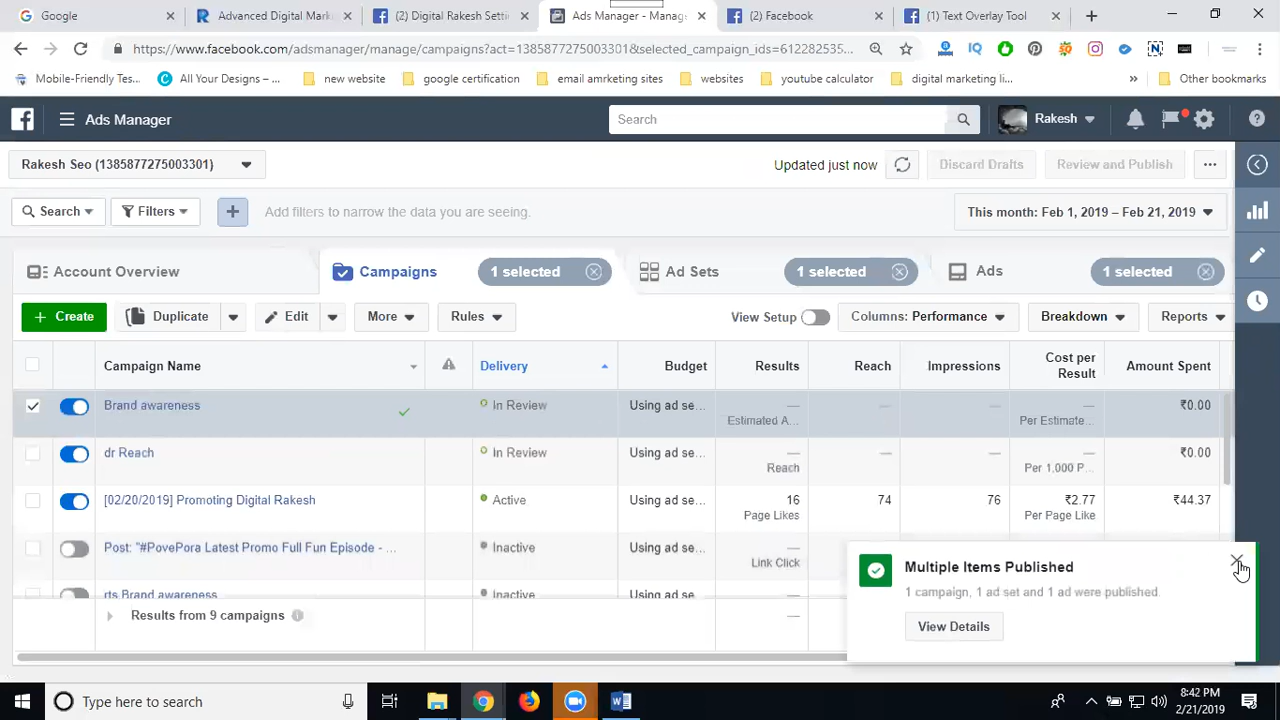 Google
Advanced Digital Mark
(2) Digital Rakesh Setti
Ads Manager - Manag
(2) Facebook
(1) Text Overlay Tool
https://www.facebook.com/adsmanager/manage/campaigns?act=1385877275003301&selected_campaign_ids=612282535...
Mobile-Friendly Tes...
All Your Designs – ...
new website
google certification
email amrketing sites
websites
youtube calculator
digital marketing li...
Other bookmarks
Ads Manager
Search
Rakesh
Rakesh Seo (1385877275003301)
Updated just now
Discard Drafts
Review and Publish
Search
Filters
Add filters to narrow the data you are seeing.
This month: Feb 1, 2019 – Feb 21, 2019
Account Overview
Campaigns
1 selected
Ad Sets
1 selected
Ads
1 selected
+ Create
Duplicate
Edit
More
Rules
View Setup
Columns: Performance
Breakdown
Reports
Campaign Name
Delivery
Budget
Results
Reach
Impressions
Cost per Result
Amount Spent
Brand awareness
In Review
Using ad se...
—
Estimated A...
—
—
—
Per Estimate...
₹0.00
dr Reach
In Review
Using ad se...
—
Reach
—
—
—
Per 1,000 P...
₹0.00
[02/20/2019] Promoting Digital Rakesh
Active
Using ad se...
16
Page Likes
74
76
₹2.77
Per Page Like
₹44.37
Post: "#PovePora Latest Promo Full Fun Episode - ...
Inactive
Using ad se...
—
Link Click
rts Brand awareness
Inactive
Using ad se...
—
Results from 9 campaigns
—
Multiple Items Published
1 campaign, 1 ad set and 1 ad were published.
View Details
Type here to search
8:42 PM
2/21/2019